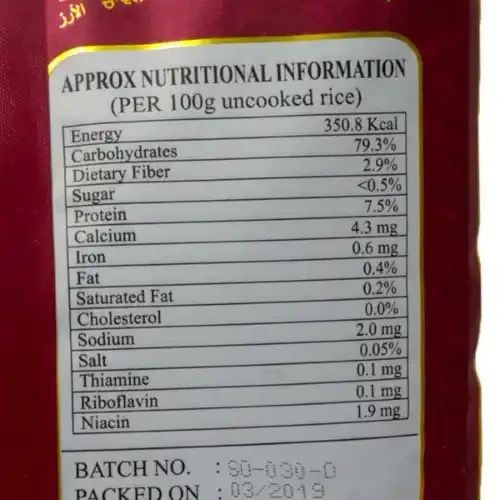 الأرز
APPROX NUTRITIONAL INFORMATION
(PER 100g uncooked rice)
Energy 350.8 Kcal
Carbohydrates 79.3%
Dietary Fiber 2.9%
Sugar <0.5%
Protein 7.5%
Calcium 4.3 mg
Iron 0.6 mg
Fat 0.4%
Saturated Fat 0.2%
Cholesterol 0.0%
Sodium 2.0 mg
Salt 0.05%
Thiamine 0.1 mg
Riboflavin 0.1 mg
Niacin 1.9 mg
BATCH NO. :
PACKED ON : 03/2019